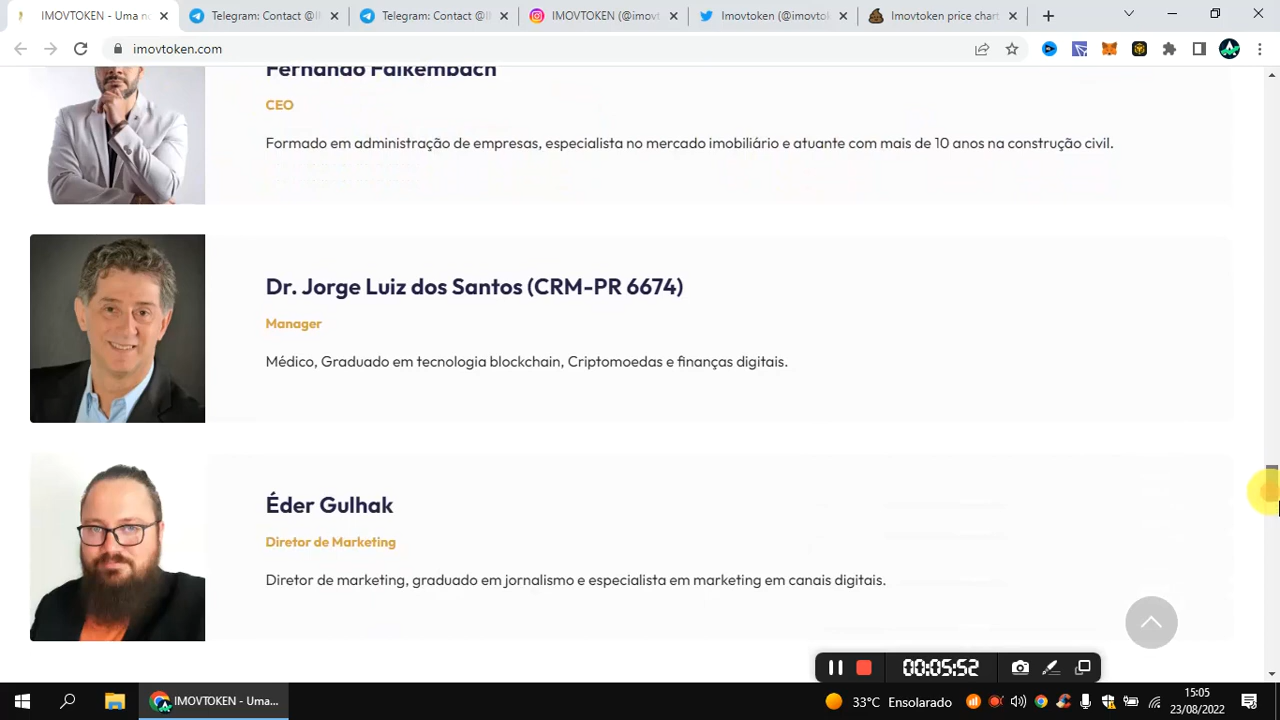 IMOVTOKEN - Uma n
Telegram: Contact @I
Telegram: Contact @I
IMOVTOKEN (@imovt
Imovtoken (@imovto
Imovtoken price chart
imovtoken.com
Fernando Falkembach
CEO
Formado em administração de empresas, especialista no mercado imobiliário e atuante com mais de 10 anos na construção civil.
Dr. Jorge Luiz dos Santos (CRM-PR 6674)
Manager
Médico, Graduado em tecnologia blockchain, Criptomoedas e finanças digitais.
Éder Gulhak
Diretor de Marketing
Diretor de marketing, graduado em jornalismo e especialista em marketing em canais digitais.
00:05:52
IMOVTOKEN - Uma...
33°C Ensolarado
15:05
23/08/2022